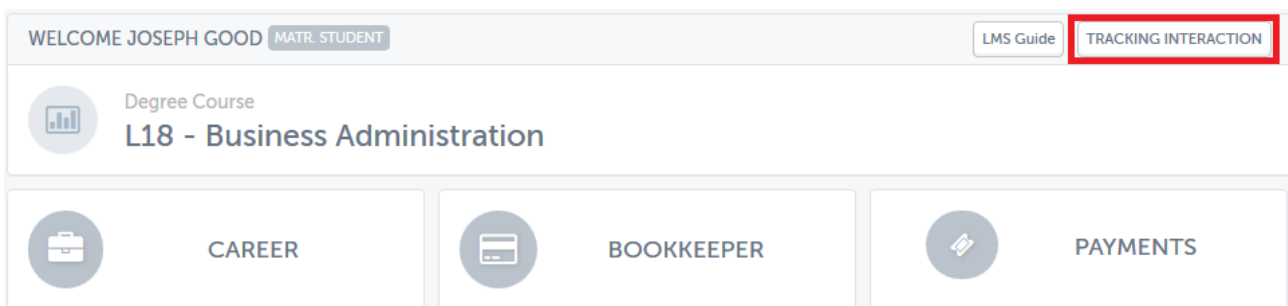 WELCOME JOSEPH GOOD MATR. STUDENT LMS Guide TRACKING INTERACTION
Degree Course
L18 - Business Administration
CAREER BOOKKEEPER PAYMENTS